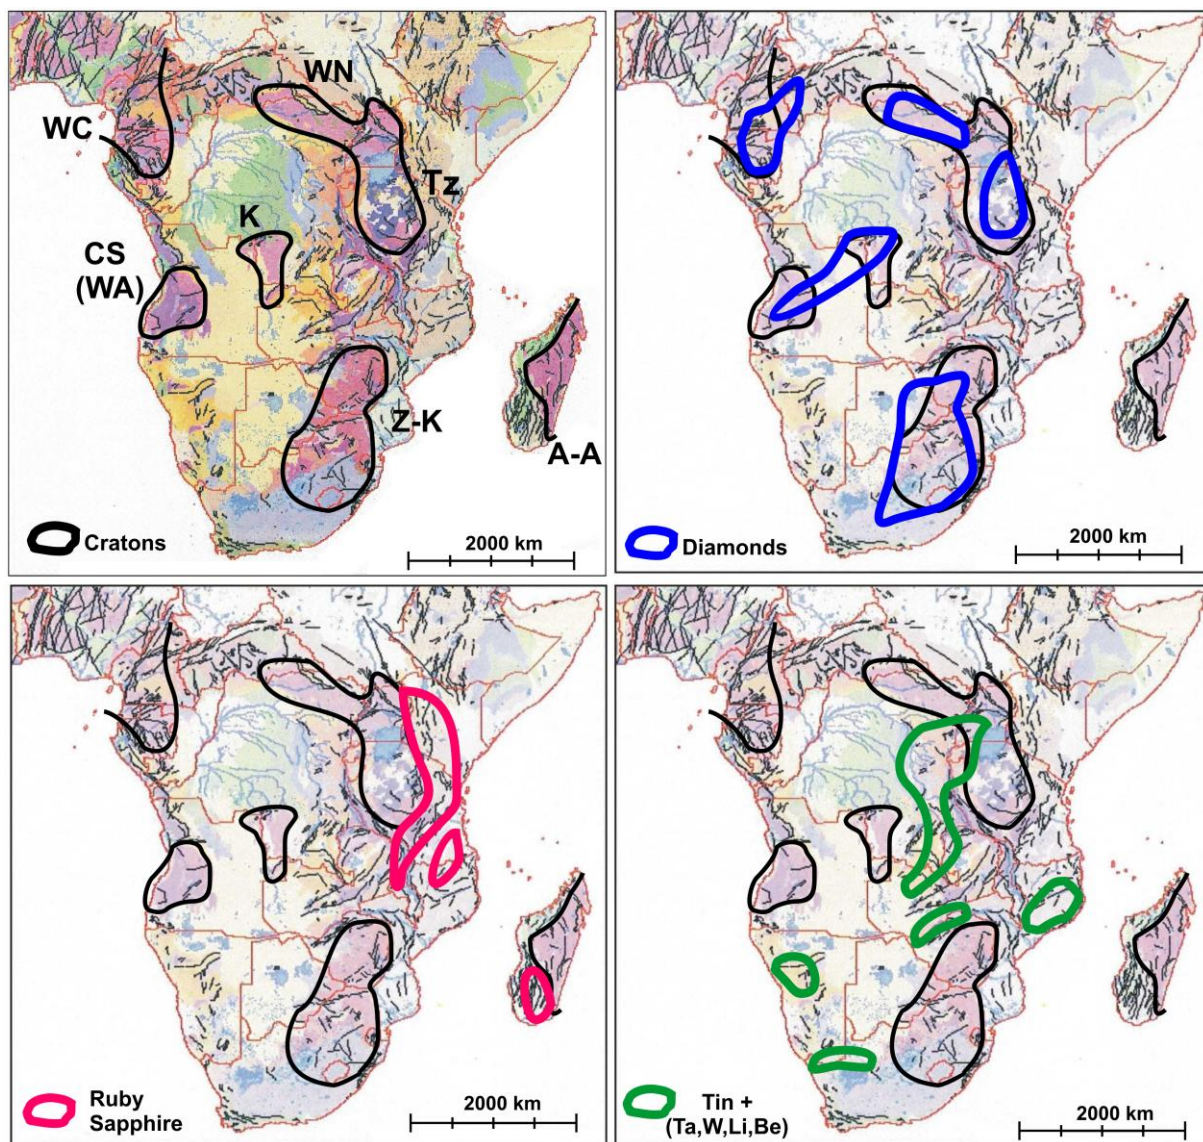 WN
WC
Tz
K
CS
(WA)
Z-K
A-A
Cratons
2000 km
Diamonds
2000 km
Ruby
Sapphire
2000 km
Tin +
(Ta,W,Li,Be)
2000 km